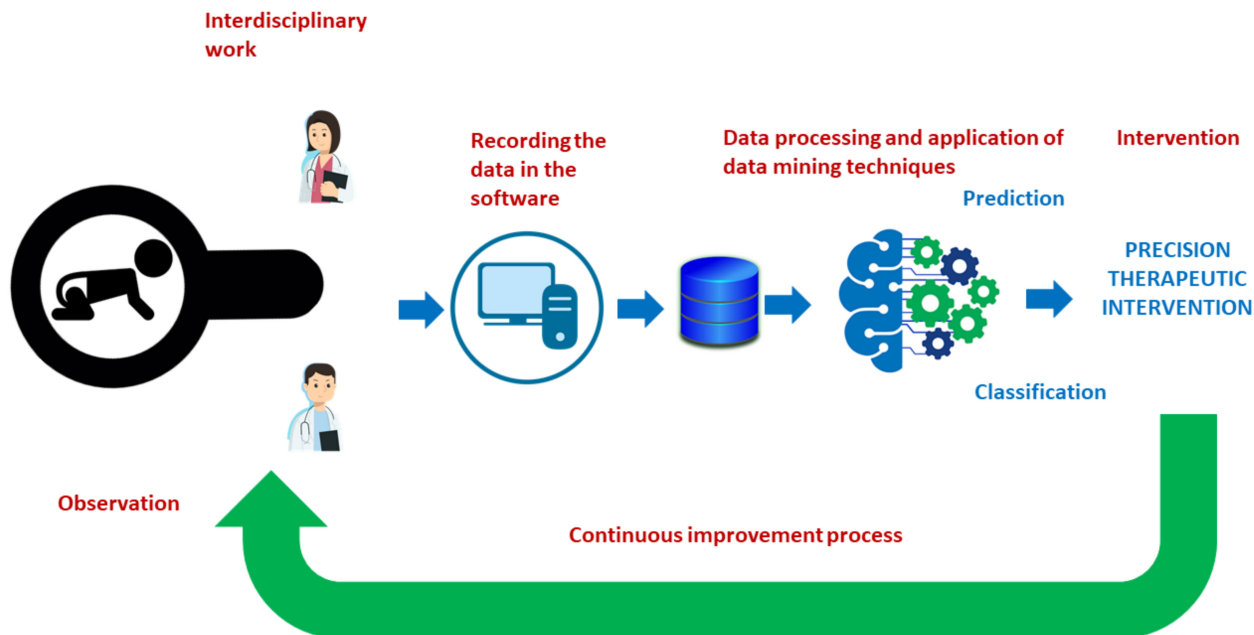 Interdisciplinary
work
Recording the
data in the
software
Data processing and application of
data mining techniques
Intervention
Prediction
PRECISION
THERAPEUTIC
INTERVENTION
Classification
Observation
Continuous improvement process